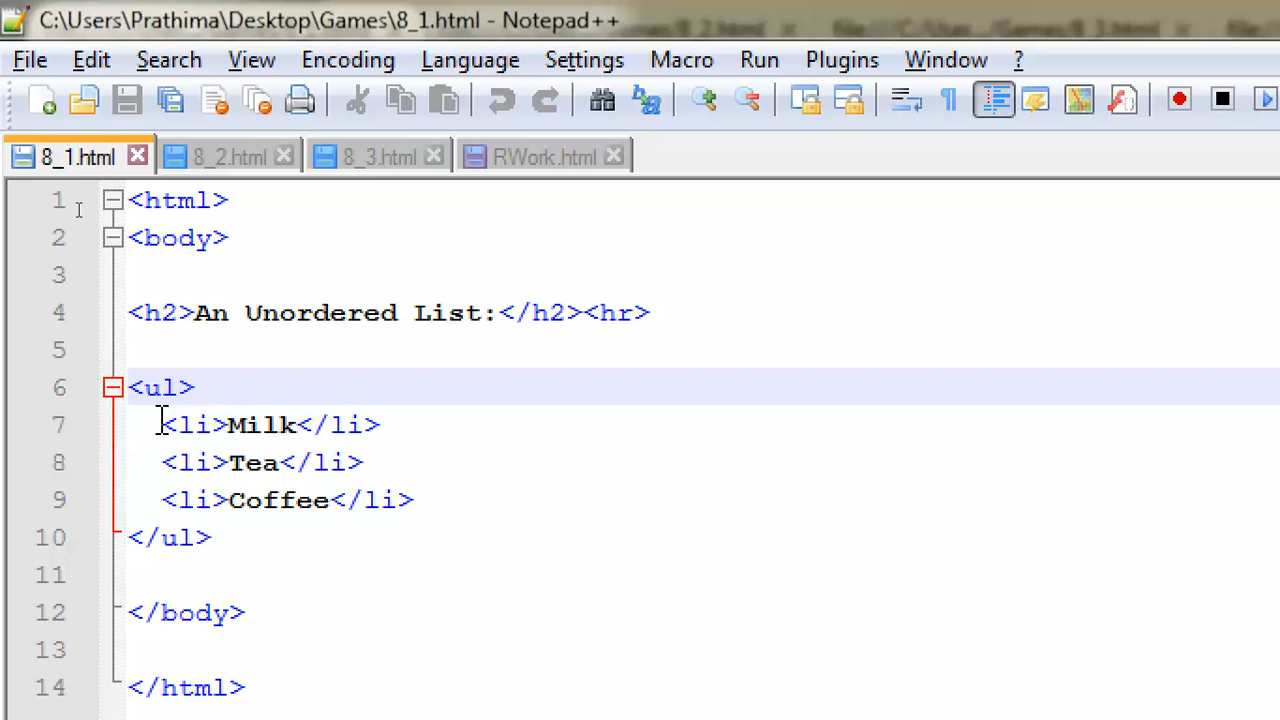 C:\Users\Prathima\Desktop\Games\8_1.html - Notepad++
File Edit Search View Encoding Language Settings Macro Run Plugins Window ?
8_1.html 8_2.html 8_3.html RWork.html
1 <html>
2 <body>
3
4 <h2>An Unordered List:</h2><hr>
5
6 <ul>
7 <li>Milk</li>
8 <li>Tea</li>
9 <li>Coffee</li>
10 </ul>
11
12 </body>
13
14 </html>